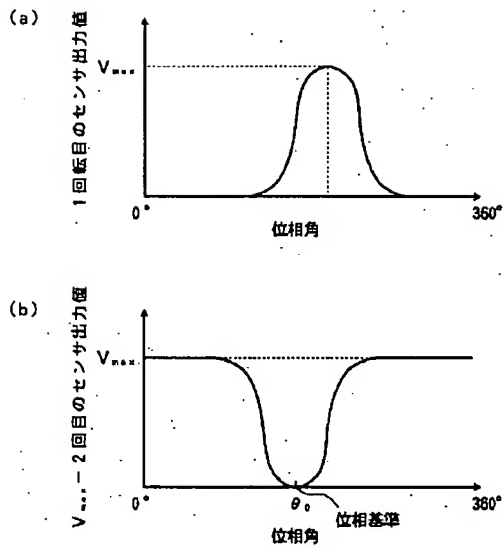 (a)
1回転目のセンサ出力値
Vmax
0°
360°
位相角
(b)
Vmax－2回目のセンサ出力値
Vmax
0°
θ0
360°
位相基準
位相角